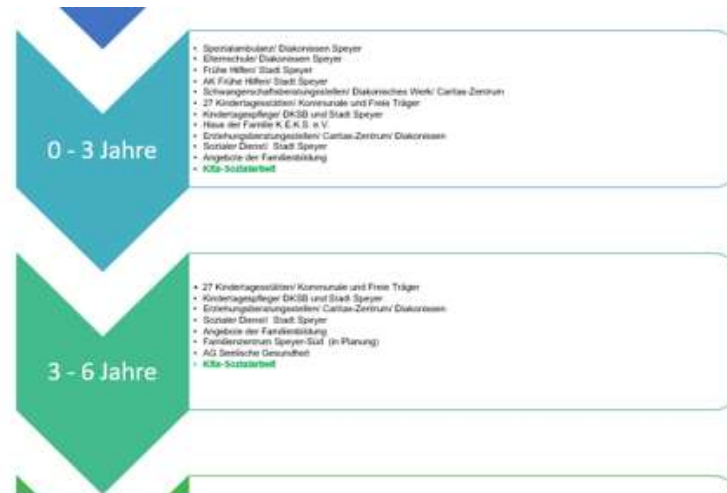 0 - 3 Jahre
• Spezialambulanz/ Diakonissen Speyer
• Elternschule/ Diakonissen Speyer
• Frühe Hilfen/ Stadt Speyer
• AK Frühe Hilfen/ Stadt Speyer
• Schwangerschaftsberatungsstellen/ Diakonisches Werk/ Caritas-Zentrum
• 27 Kindertagesstätten/ Kommunale und Freie Träger
• Kindertagespflege/ DKSB und Stadt Speyer
• Haus der Familie K.E.K.S. e.V.
• Erziehungsberatungsstellen/ Caritas-Zentrum/ Diakonissen
• Sozialer Dienst/ Stadt Speyer
• Angebote der Familienbildung
• Kita-Sozialarbeit
3 - 6 Jahre
• 27 Kindertagesstätten/ Kommunale und Freie Träger
• Kindertagespflege/ DKSB und Stadt Speyer
• Erziehungsberatungsstellen/ Caritas-Zentrum/ Diakonissen
• Sozialer Dienst/ Stadt Speyer
• Angebote der Familienbildung
• Familienzentrum Speyer-Süd (in Planung)
• AG Seelische Gesundheit
• Kita-Sozialarbeit